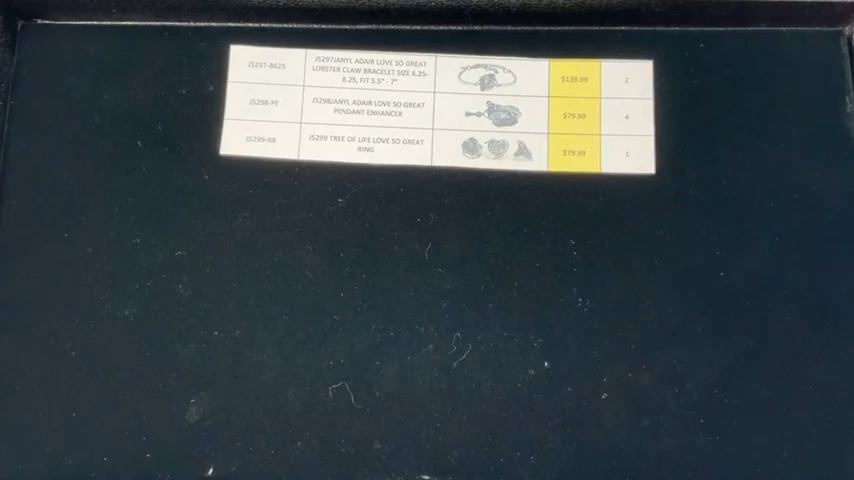 JS297-B625
JS297JANYL ADAIR LOVE SO GREAT
LOBSTER CLAW BRACELET SIZE 6.25-
8.25, FIT 5.5" - 7"
$139.99
2
JS298-PE
JS298JANYL ADAIR LOVE SO GREAT
PENDANT ENHANCER
$79.99
4
JS299-R8
JS299 TREE OF LIFE LOVE SO GREAT
RING
$79.99
1